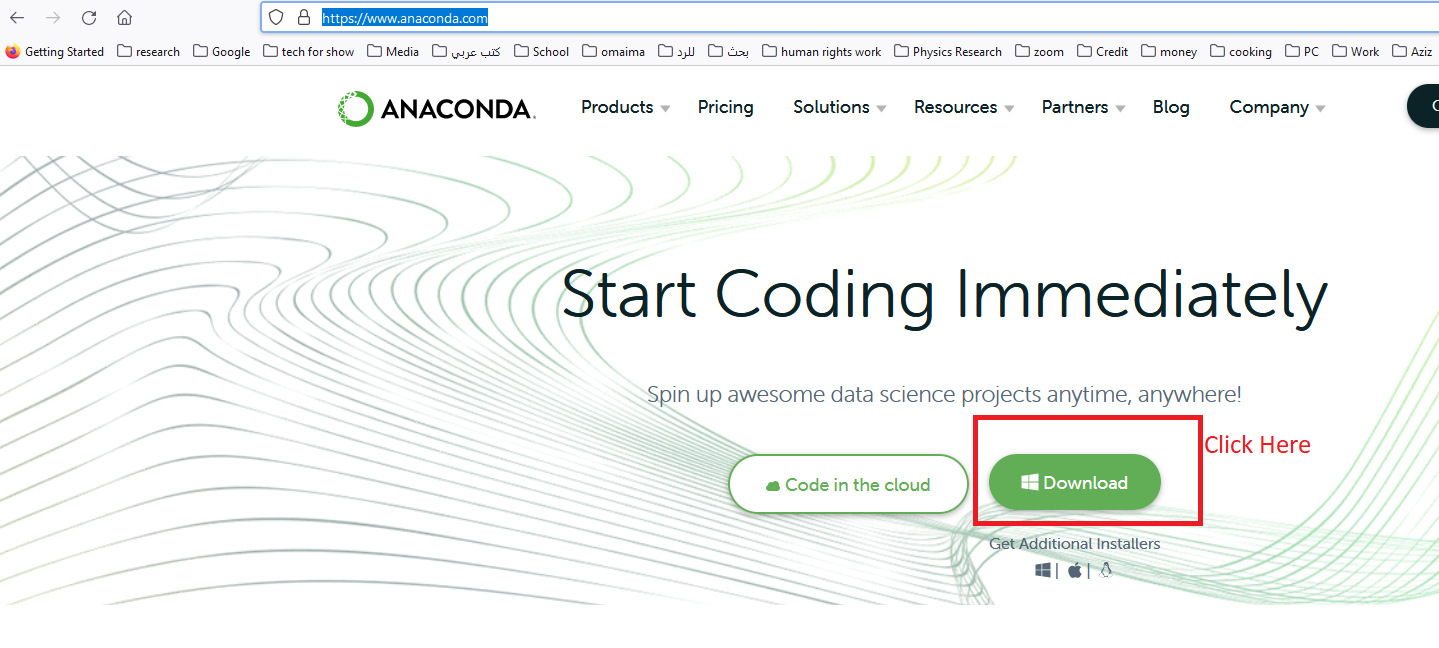 https://www.anaconda.com
Getting Started research Google tech for show Media كتب عربي School omaima للرد بحث human rights work Physics Research zoom Credit money cooking PC Work Aziz
ANACONDA. Products Pricing Solutions Resources Partners Blog Company
Start Coding Immediately
Spin up awesome data science projects anytime, anywhere!
Click Here
Code in the cloud Download
Get Additional Installers
| |